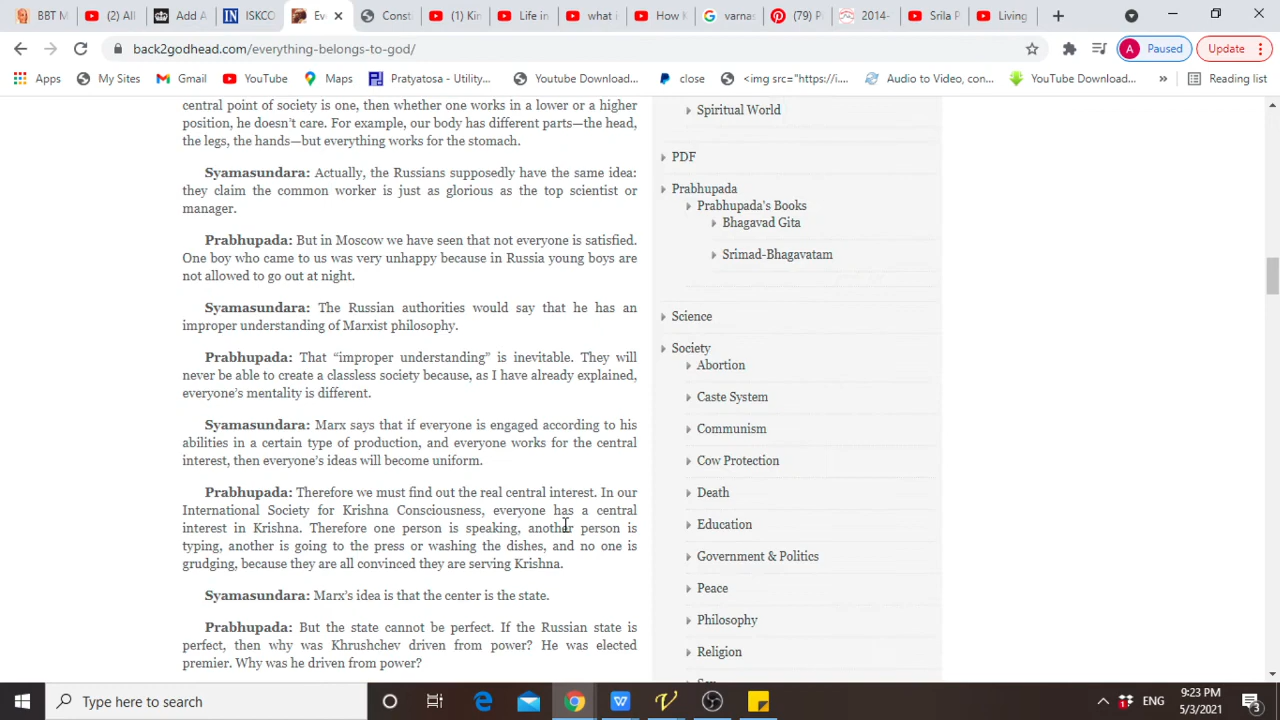 BBT M
(2) All
Add A
ISKCO
Eve
Const
(1) Kin
Life in
what i
How M
varnas
(79) Pi
2014-
Srila P
Living
back2godhead.com/everything-belongs-to-god/
A
Paused
Update
Apps
My Sites
Gmail
YouTube
Maps
Pratyatosa - Utility...
Youtube Download...
close
<img src="https://i....
Audio to Video, con...
YouTube Download...
»
Reading list
central point of society is one, then whether one works in a lower or a higher
position, he doesn't care. For example, our body has different parts—the head,
the legs, the hands—but everything works for the stomach.
Syamasundara: Actually, the Russians supposedly have the same idea:
they claim the common worker is just as glorious as the top scientist or
manager.
Prabhupada: But in Moscow we have seen that not everyone is satisfied.
One boy who came to us was very unhappy because in Russia young boys are
not allowed to go out at night.
Syamasundara: The Russian authorities would say that he has an
improper understanding of Marxist philosophy.
Prabhupada: That “improper understanding” is inevitable. They will
never be able to create a classless society because, as I have already explained,
everyone's mentality is different.
Syamasundara: Marx says that if everyone is engaged according to his
abilities in a certain type of production, and everyone works for the central
interest, then everyone's ideas will become uniform.
Prabhupada: Therefore we must find out the real central interest. In our
International Society for Krishna Consciousness, everyone has a central
interest in Krishna. Therefore one person is speaking, another person is
typing, another is going to the press or washing the dishes, and no one is
grudging, because they are all convinced they are serving Krishna.
Syamasundara: Marx's idea is that the center is the state.
Prabhupada: But the state cannot be perfect. If the Russian state is
perfect, then why was Khrushchev driven from power? He was elected
premier. Why was he driven from power?
Spiritual World
PDF
Prabhupada
Prabhupada's Books
Bhagavad Gita
Srimad-Bhagavatam
Science
Society
Abortion
Caste System
Communism
Cow Protection
Death
Education
Government & Politics
Peace
Philosophy
Religion
Type here to search
ENG
9:23 PM
5/3/2021
3